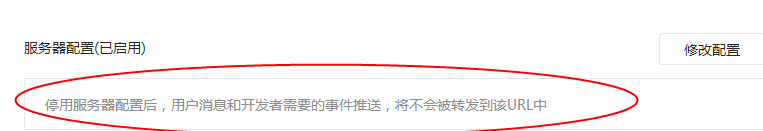 服务器配置(已启用)
修改配置
停用服务器配置后，用户消息和开发者需要的事件推送，将不会被转发到该URL中